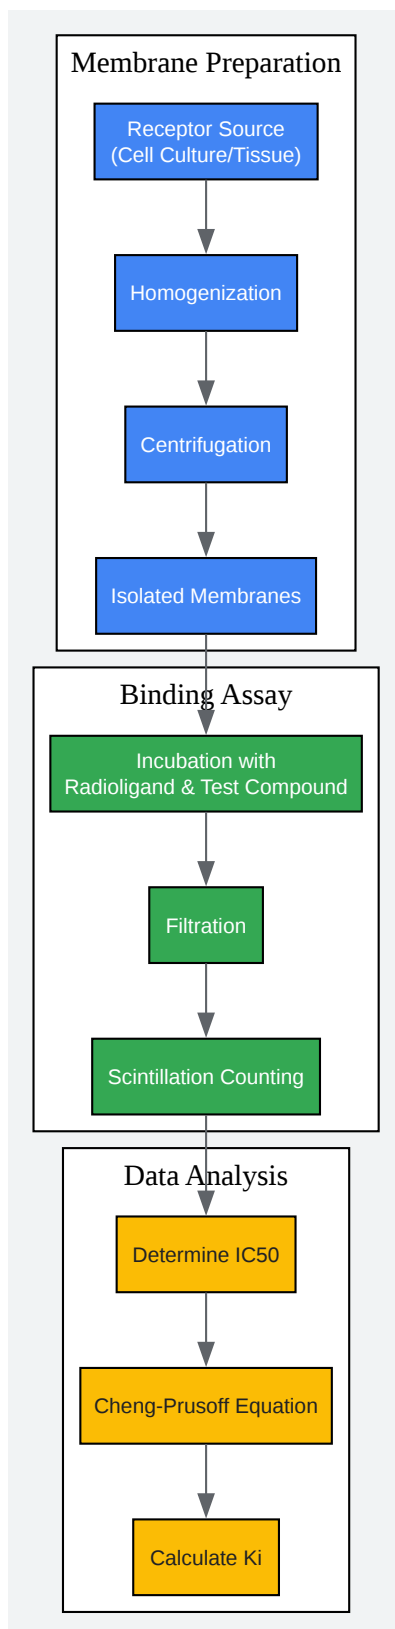 Membrane Preparation
Receptor Source
(Cell Culture/Tissue)
Homogenization
Centrifugation
Isolated Membranes
Binding Assay
Incubation with
Radioligand & Test Compound
Filtration
Scintillation Counting
Data Analysis
Determine IC50
Cheng-Prusoff Equation
Calculate Ki